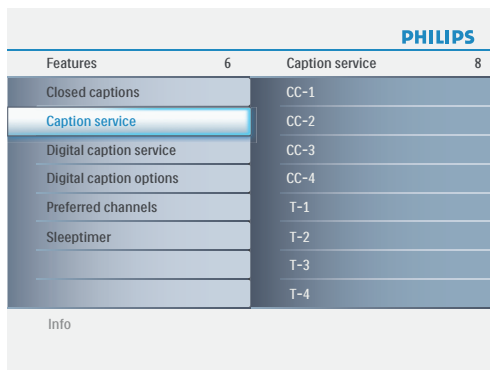 PHILIPS
Features 6 Caption service 8
Closed captions CC-1
Caption service CC-2
Digital caption service CC-3
Digital caption options CC-4
Preferred channels T-1
Sleeptimer T-2
T-3
T-4
Info